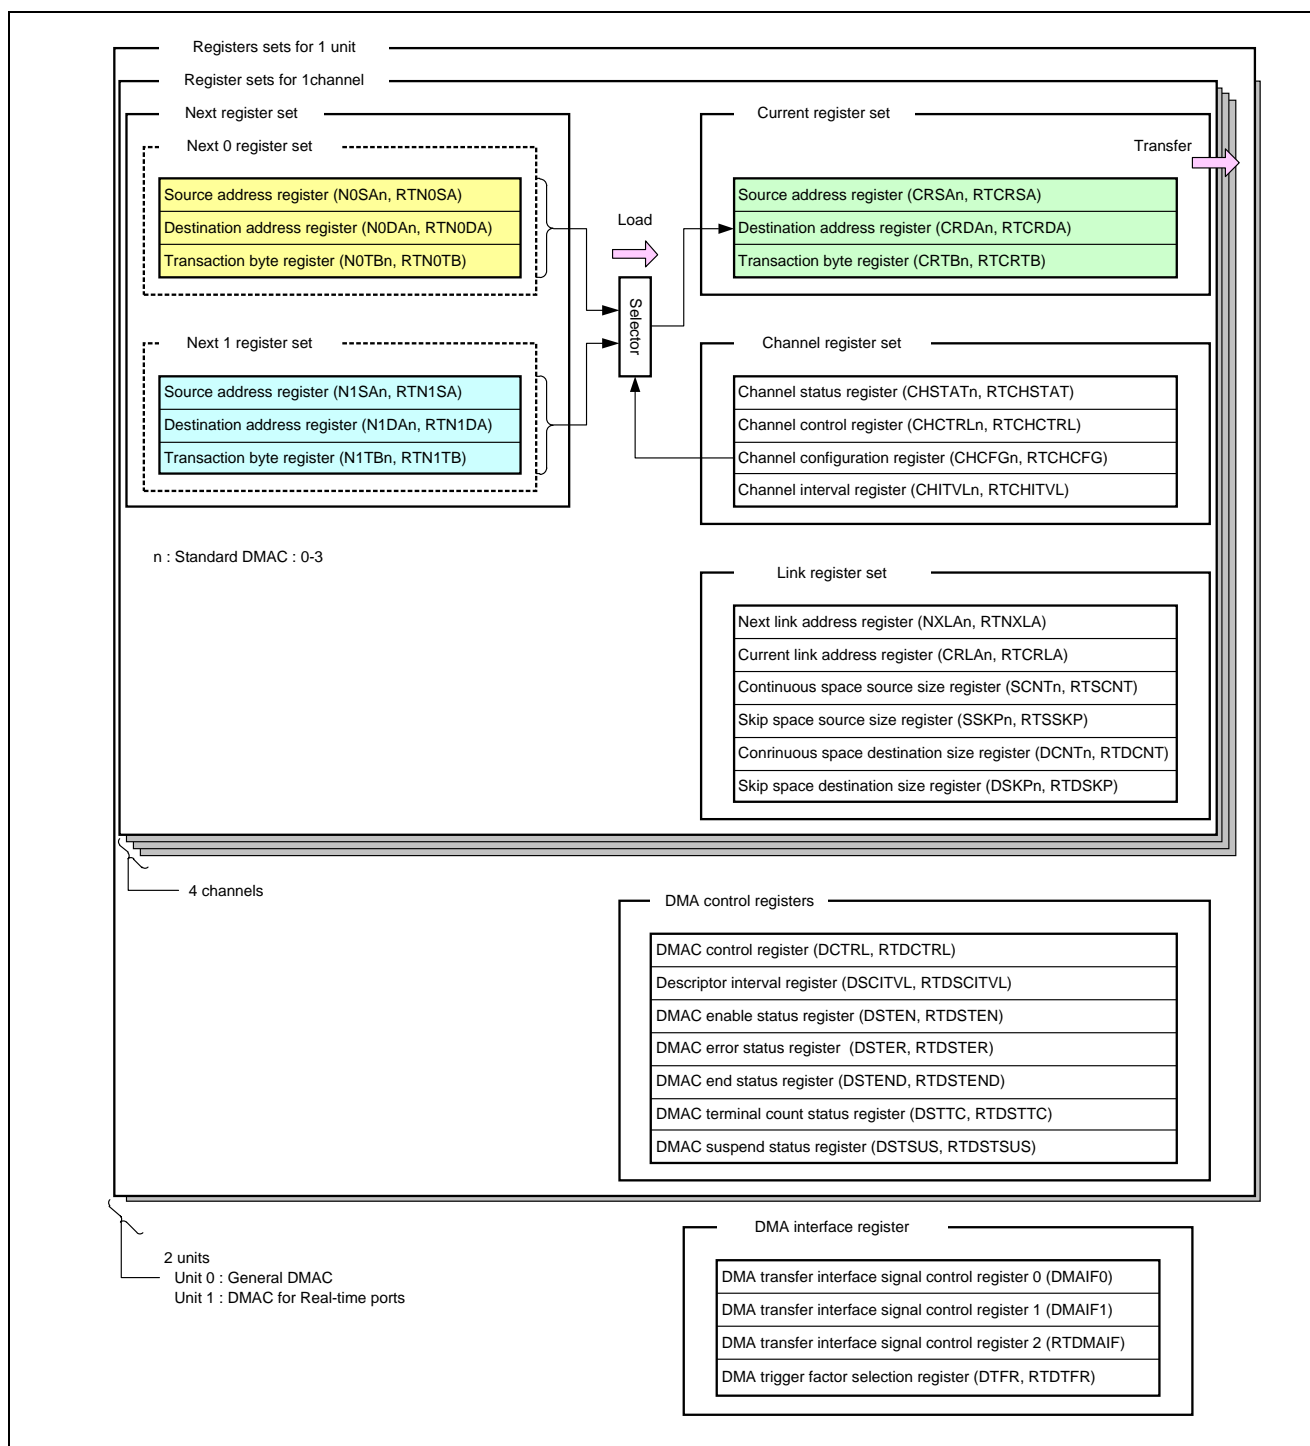 Registers sets for 1 unit
Register sets for 1channel
Next register set
Next 0 register set
Source address register (N0SAn, RTN0SA)
Destination address register (N0DAn, RTN0DA)
Transaction byte register (N0TBn, RTN0TB)
Next 1 register set
Source address register (N1SAn, RTN1SA)
Destination address register (N1DAn, RTN1DA)
Transaction byte register (N1TBn, RTN1TB)
n : Standard DMAC : 0-3
Load
Selector
Current register set
Transfer
Source address register (CRSAn, RTCRSA)
Destination address register (CRDAn, RTCRDA)
Transaction byte register (CRTBn, RTCRTB)
Channel register set
Channel status register (CHSTATn, RTCHSTAT)
Channel control register (CHCTRLn, RTCHCTRL)
Channel configuration register (CHCFGn, RTCHCFG)
Channel interval register (CHITVLn, RTCHITVL)
Link register set
Next link address register (NXLAn, RTNXLA)
Current link address register (CRLAn, RTCRLA)
Continuous space source size register (SCNTn, RTSCNT)
Skip space source size register (SSKPn, RTSSKP)
Conrinuous space destination size register (DCNTn, RTDCNT)
Skip space destination size register (DSKPn, RTDSKP)
4 channels
DMA control registers
DMAC control register (DCTRL, RTDCTRL)
Descriptor interval register (DSCITVL, RTDSCITVL)
DMAC enable status register (DSTEN, RTDSTEN)
DMAC error status register (DSTER, RTDSTER)
DMAC end status register (DSTEND, RTDSTEND)
DMAC terminal count status register (DSTTC, RTDSTTC)
DMAC suspend status register (DSTSUS, RTDSTSUS)
2 units
Unit 0 : General DMAC
Unit 1 : DMAC for Real-time ports
DMA interface register
DMA transfer interface signal control register 0 (DMAIF0)
DMA transfer interface signal control register 1 (DMAIF1)
DMA transfer interface signal control register 2 (RTDMAIF)
DMA trigger factor selection register (DTFR, RTDTFR)